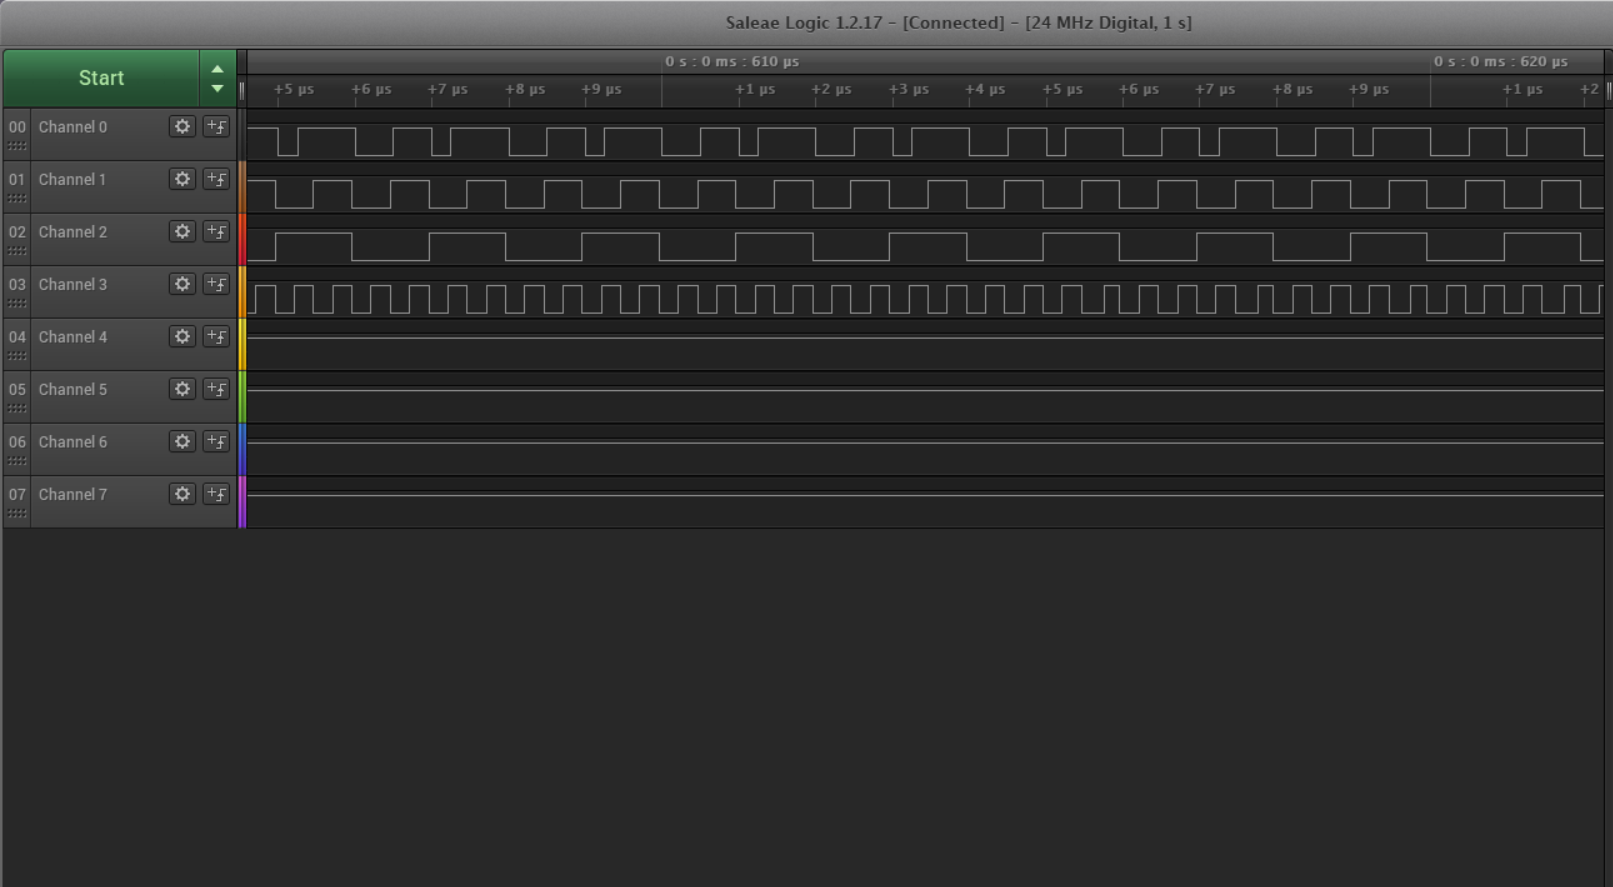 Saleae Logic 1.2.17 - [Connected] - [24 MHz Digital, 1 s]
Start
0 s : 0 ms : 610 µs 0 s : 0 ms : 620 µs
+5 µs +6 µs +7 µs +8 µs +9 µs +1 µs +2 µs +3 µs +4 µs +5 µs +6 µs +7 µs +8 µs +9 µs +1 µs +2
00 Channel 0
01 Channel 1
02 Channel 2
03 Channel 3
04 Channel 4
05 Channel 5
06 Channel 6
07 Channel 7